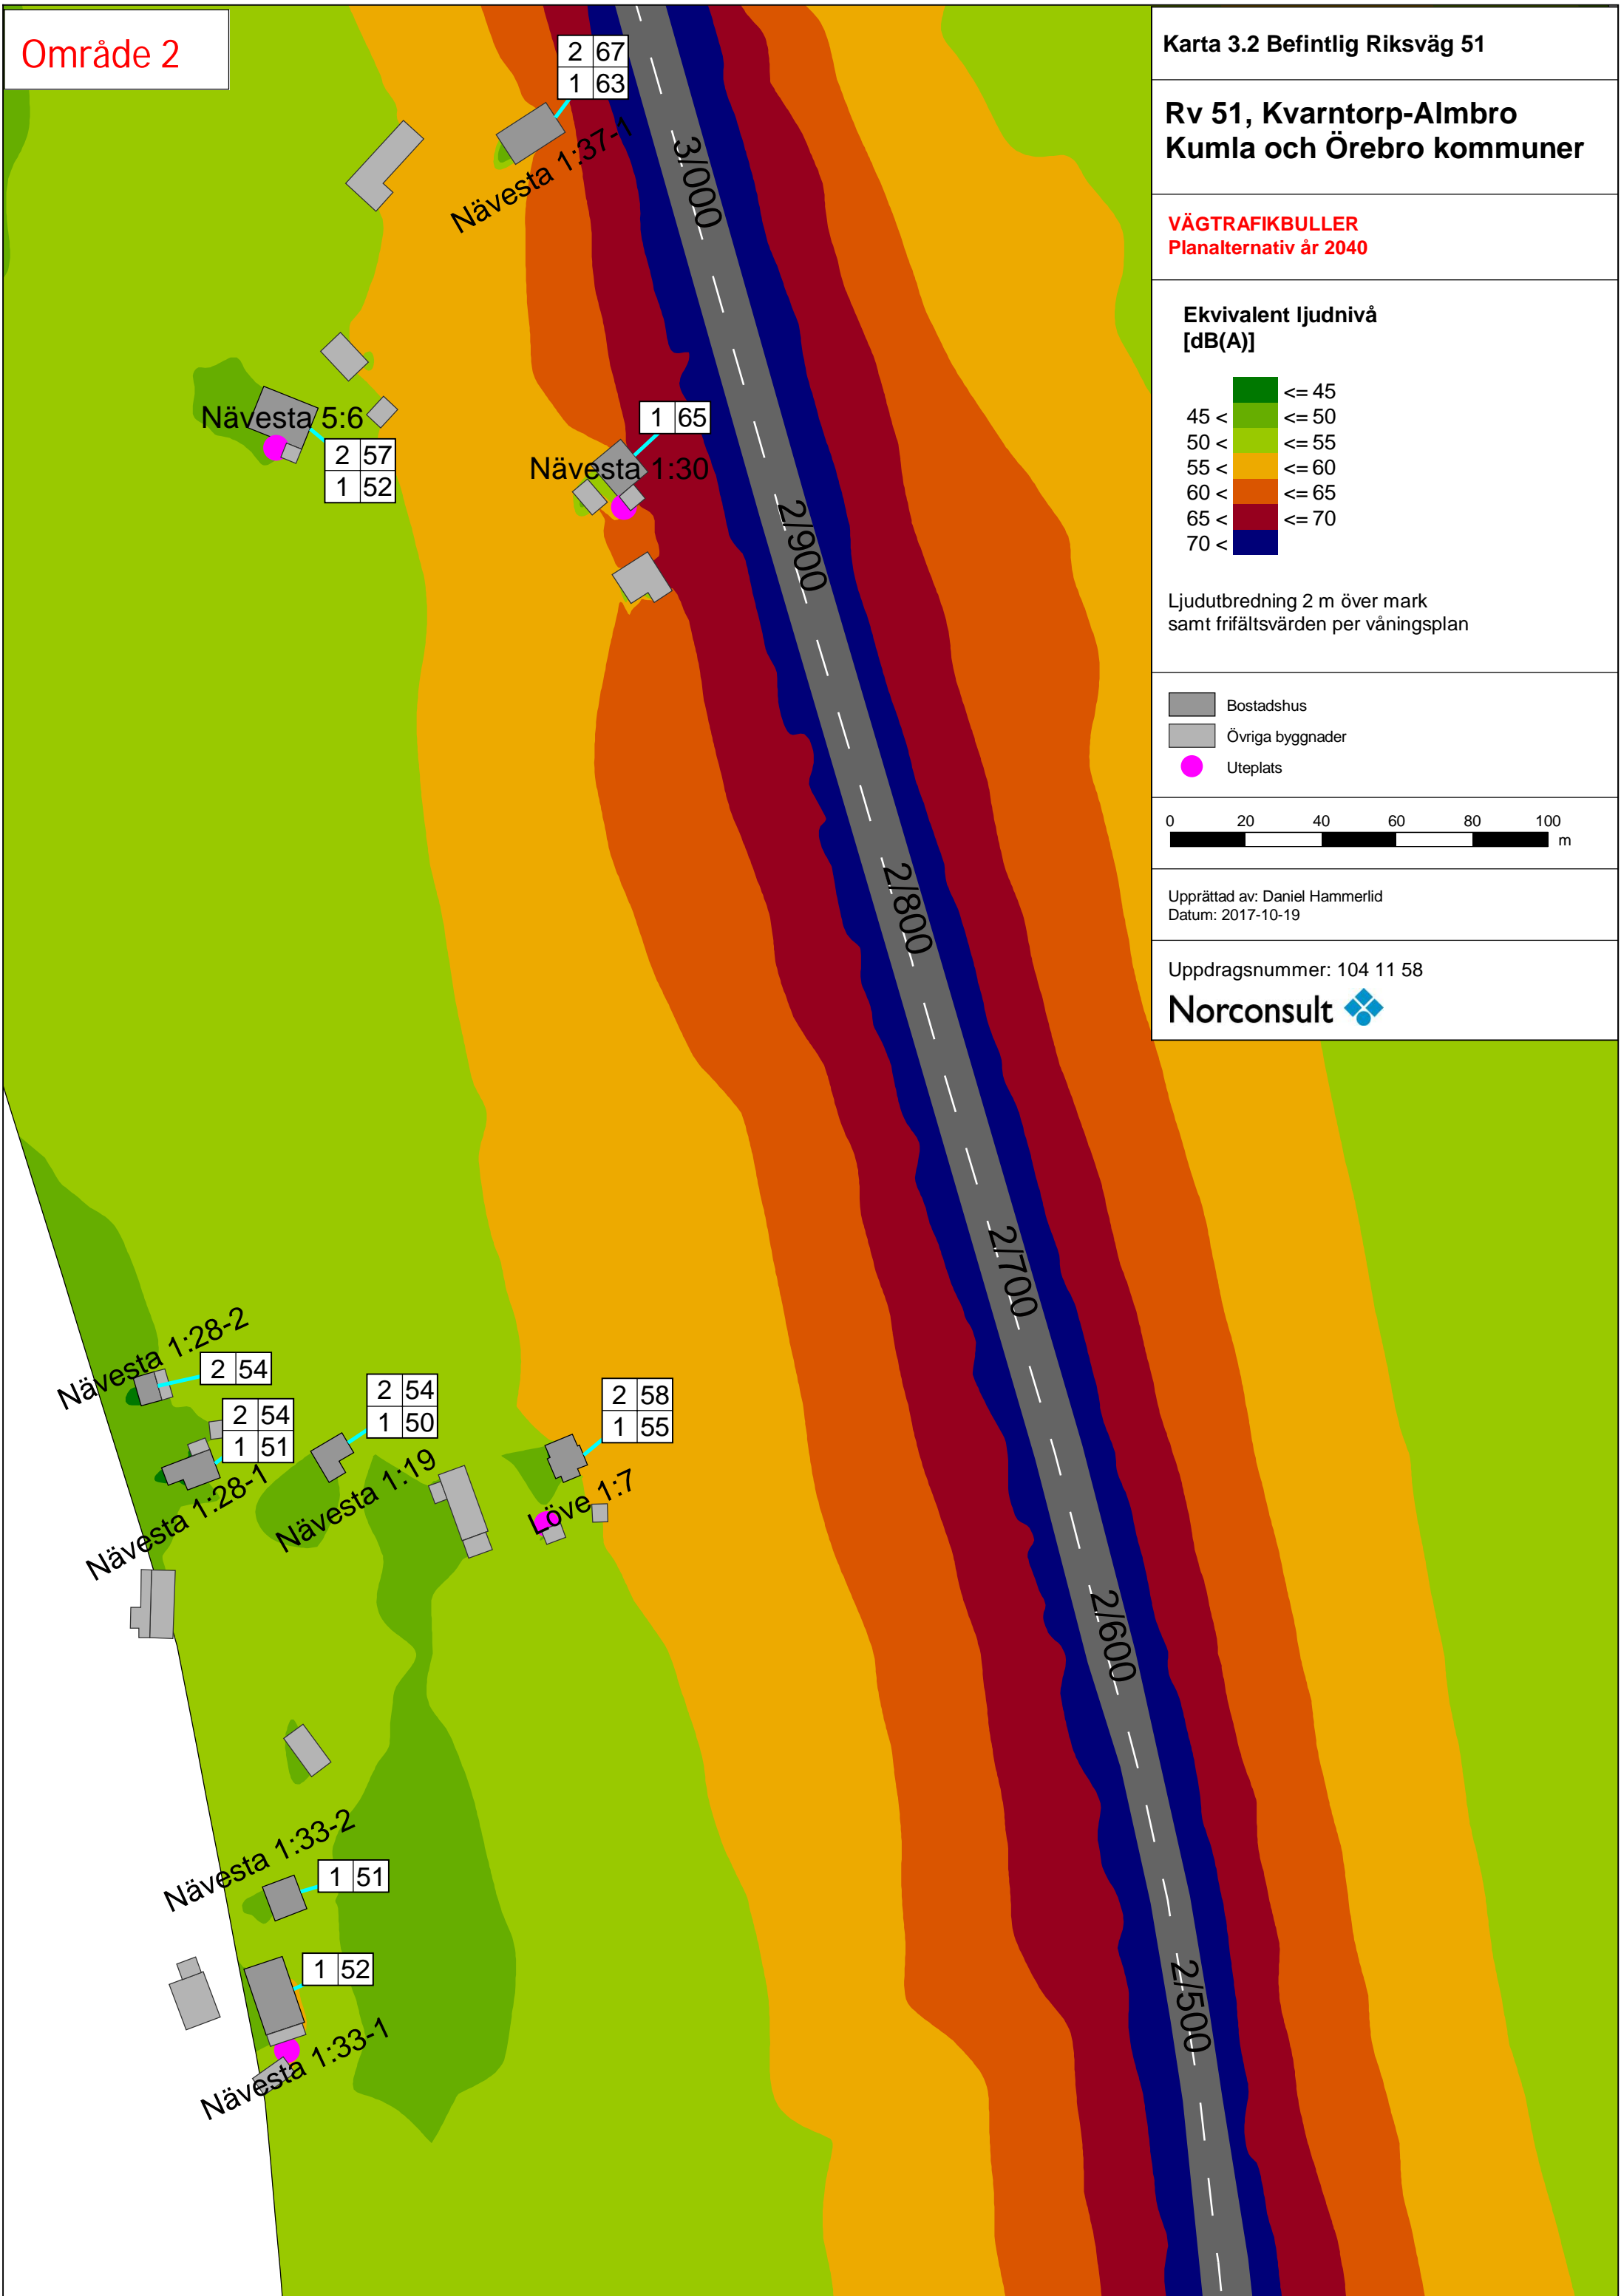 Område 2
2 67
1 63
Nävesta 1:37-1
3/000
Nävesta 5:6
2 57
1 52
1 65
Nävesta 1:30
2/900
2/800
2/700
Nävesta 1:28-2
2 54
2 54
1 51
Nävesta 1:28-1
2 54
1 50
Nävesta 1:19
2 58
1 55
Löve 1:7
2/600
Nävesta 1:33-2
1 51
1 52
Nävesta 1:33-1
2/500
Karta 3.2 Befintlig Riksväg 51
Rv 51, Kvarntorp-Almbro
Kumla och Örebro kommuner
VÄGTRAFIKBULLER
Planalternativ år 2040
Ekvivalent ljudnivå
[dB(A)]
<= 45
45 < <= 50
50 < <= 55
55 < <= 60
60 < <= 65
65 < <= 70
70 <
Ljudutbredning 2 m över mark
samt frifältsvärden per våningsplan
Bostadshus
Övriga byggnader
Uteplats
0 20 40 60 80 100
m
Upprättad av: Daniel Hammerlid
Datum: 2017-10-19
Uppdragsnummer: 104 11 58
Norconsult